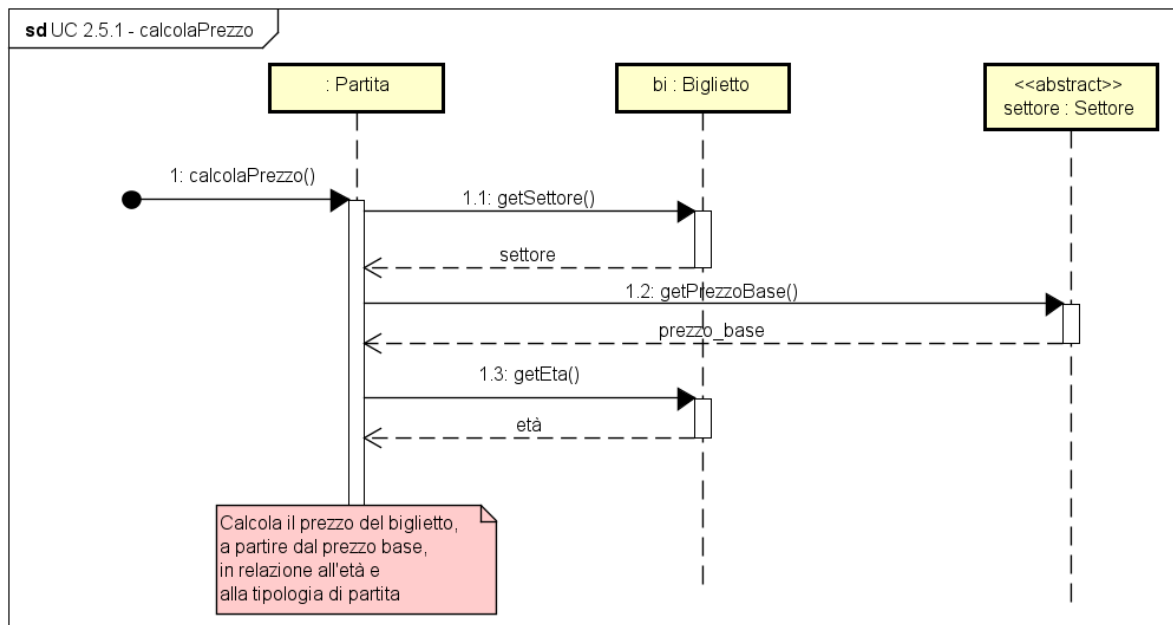 sd UC 2.5.1 - calcolaPrezzo
: Partita
bi : Biglietto
<<abstract>>
settore : Settore
1: calcolaPrezzo()
1.1: getSettore()
settore
1.2: getPrezzoBase()
prezzo_base
1.3: getEta()
età
Calcola il prezzo del biglietto,
a partire dal prezzo base,
in relazione all'età e
alla tipologia di partita